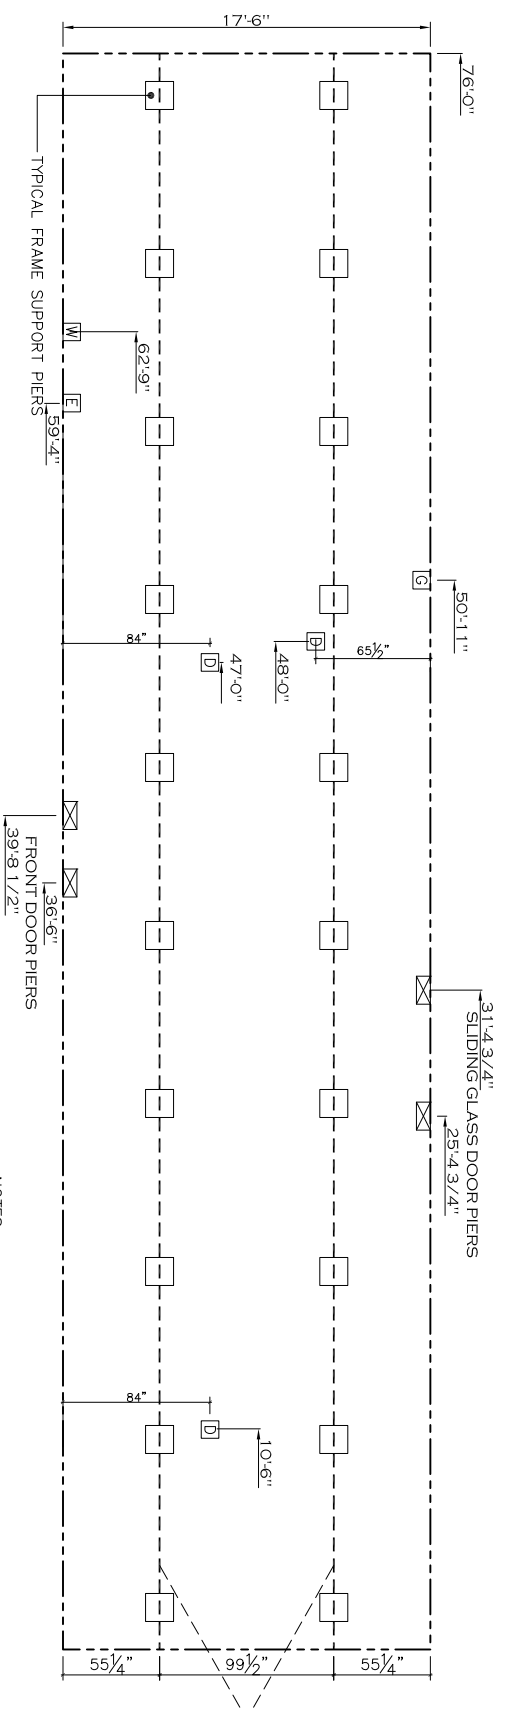 17'-6"
76'-0"
TYPICAL FRAME SUPPORT PIERS
W
62'-9"
E
59'-4"
G
50'-11"
84"
D
47'-0"
D
48'-0"
65½"
39'-8 1/2"
FRONT DOOR PIERS
36'-6"
31'-4 3/4"
SLIDING GLASS DOOR PIERS
25'-4 3/4"
84"
D
10'-6"
55¼"
99½"
55¼"